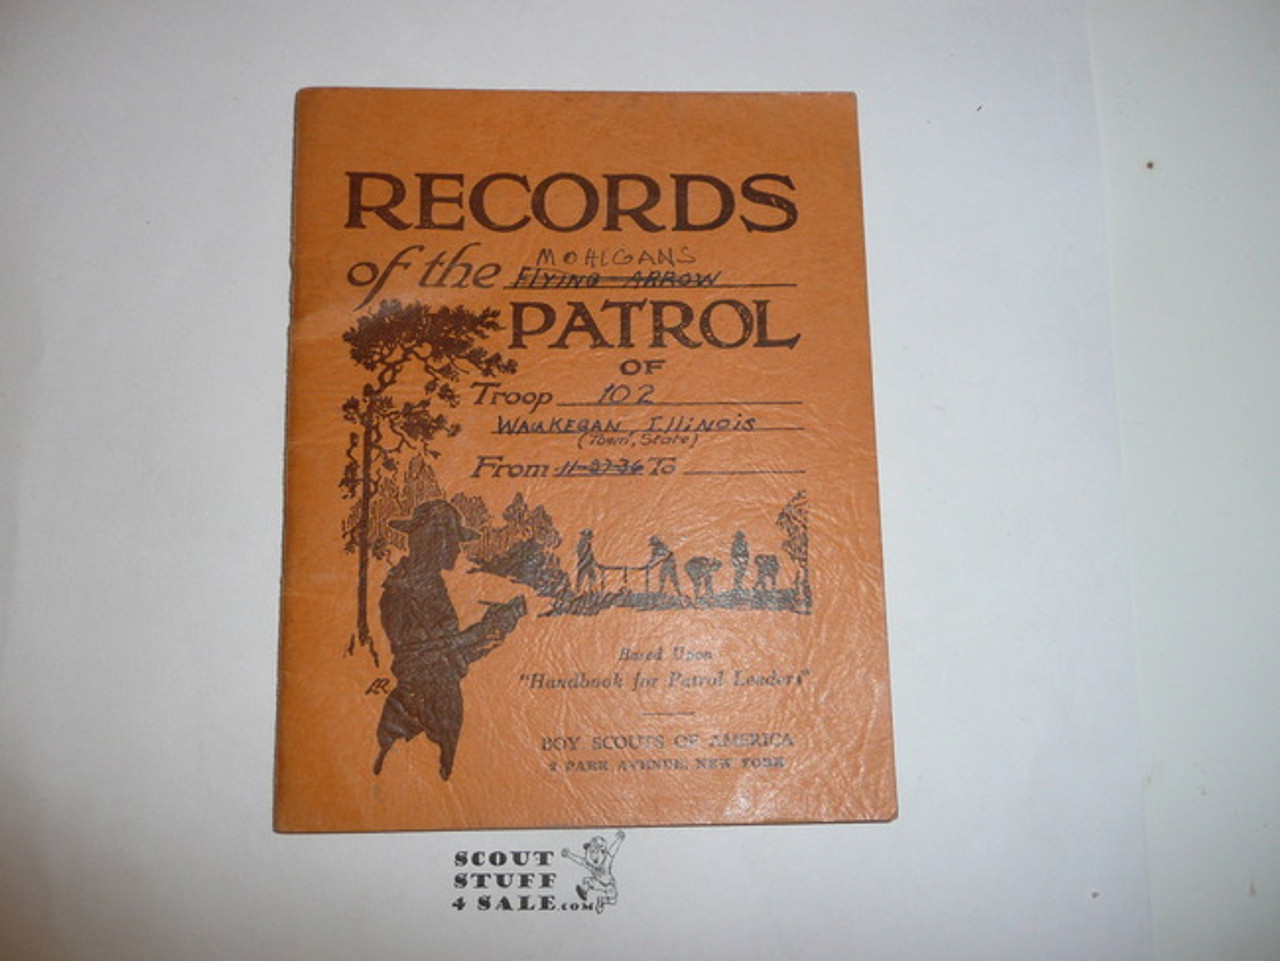 RECORDS
of the MOHIGANS
FlYING ARROW
PATROL
OF
Troop 102
WAUKEGAN, IllINOIS
(Town, State)
From 11-27-36 To
AR
Based Upon
"Handbook for Patrol Leaders"
BOY SCOUTS OF AMERICA
2 PARK AVENUE, NEW YORK
SCOUT
STUFF
4 SALE.COM